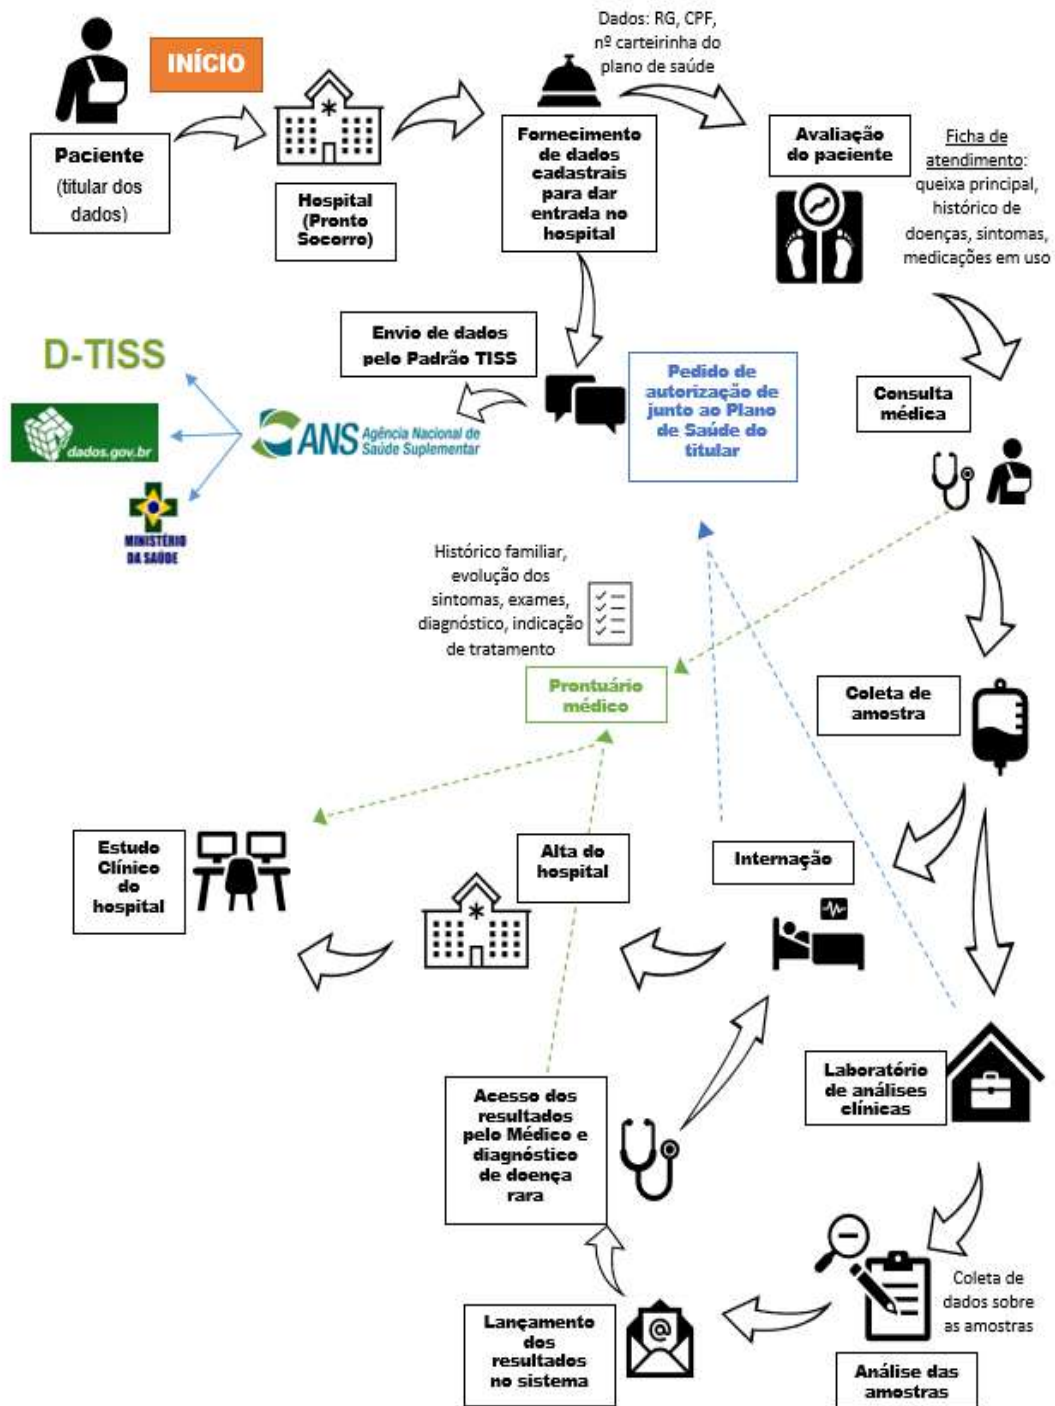 INÍCIO
Paciente
(titular dos
dados)
Hospital
(Pronto
Socorro)
Fornecimento
de dados
cadastrais
para dar
entrada no
hospital
Dados: RG, CPF,
nº carteirinha do
plano de saúde
Avaliação
do paciente
Ficha de
atendimento:
queixa principal,
histórico de
doenças, sintomas,
medicações em uso
Envio de dados
pelo Padrão TISS
Pedido de
autorização de
junto ao Plano
de Saúde do
titular
Consulta
médica
D-TISS
dados.gov.br
ANS Agência Nacional de
Saúde Suplementar
MINISTÉRIO
DA SAÚDE
Histórico familiar,
evolução dos
sintomas, exames,
diagnóstico, indicação
de tratamento
Prontuário
médico
Coleta de
amostra
Estudo
Clínico
do
hospital
Alta do
hospital
Internação
Acesso dos
resultados
pelo Médico e
diagnóstico
de doença
rara
Laboratório
de análises
clínicas
Lançamento
dos
resultados
no sistema
@
Coleta de
dados sobre
as amostras
Análise das
amostras